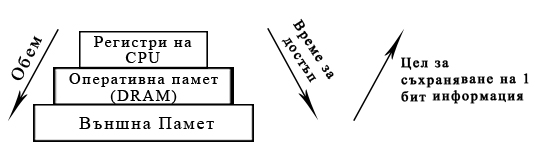 Обем
Регистри на
CPU
Оперативна памет
(DRAM)
Външна Памет
Време за
достъп
Цел за
съхраняване на 1
бит информация